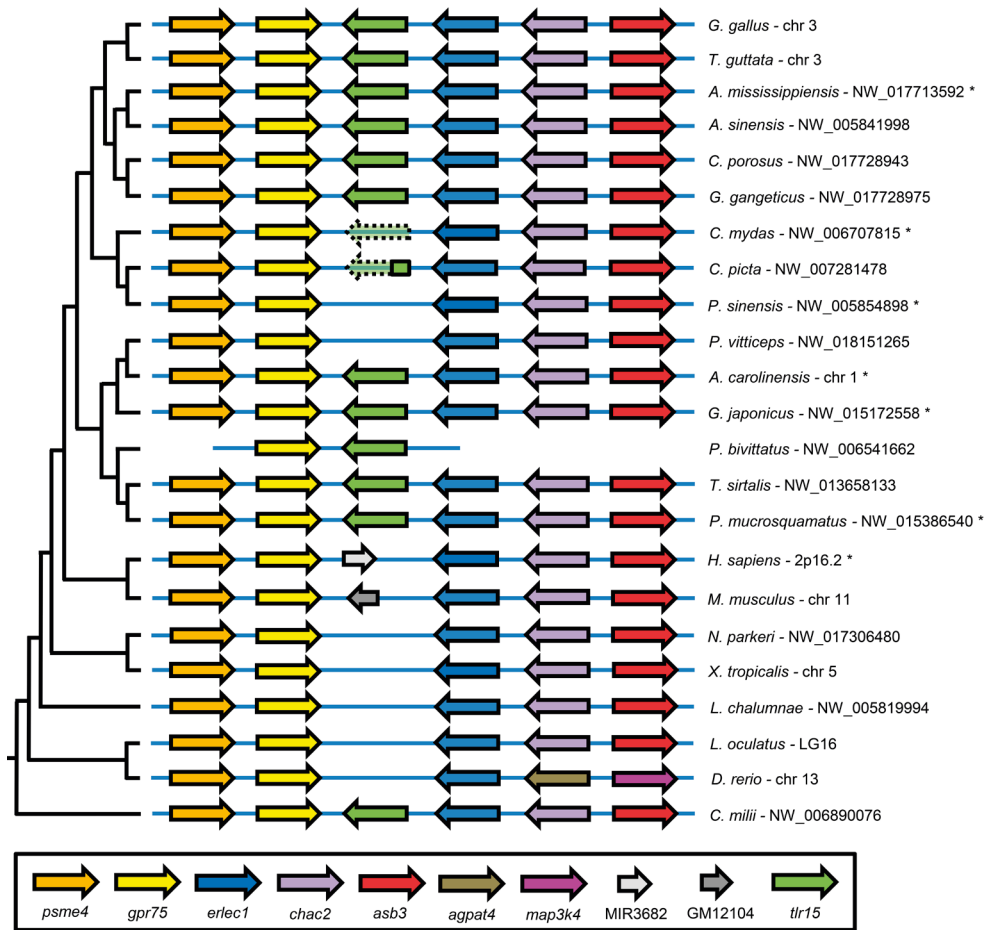 G. gallus - chr 3
T. guttata - chr 3
A. mississippiensis - NW_017713592 *
A. sinensis - NW_005841998
C. porosus - NW_017728943
G. gangeticus - NW_017728975
C. mydas - NW_006707815 *
C. picta - NW_007281478
P. sinensis - NW_005854898 *
P. vitticeps - NW_018151265
A. carolinensis - chr 1 *
G. japonicus - NW_015172558 *
P. bivittatus - NW_006541662
T. sirtalis - NW_013658133
P. mucrosquamatus - NW_015386540 *
H. sapiens - 2p16.2 *
M. musculus - chr 11
N. parkeri - NW_017306480
X. tropicalis - chr 5
L. chalumnae - NW_005819994
L. oculatus - LG16
D. rerio - chr 13
C. milii - NW_006890076
psme4 gpr75 erlec1 chac2 asb3 agpat4 map3k4 MIR3682 GM12104 tlr15